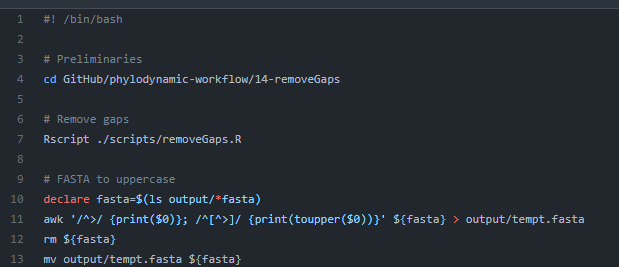 1 #! /bin/bash
2
3 # Preliminaries
4 cd GitHub/phylodynamic-workflow/14-removeGaps
5
6 # Remove gaps
7 Rscript ./scripts/removeGaps.R
8
9 # FASTA to uppercase
10 declare fasta=$(ls output/*fasta)
11 awk '/^>/ {print($0)}; /^[^>]/ {print(toupper($0))}' ${fasta} > output/tempt.fasta
12 rm ${fasta}
13 mv output/tempt.fasta ${fasta}